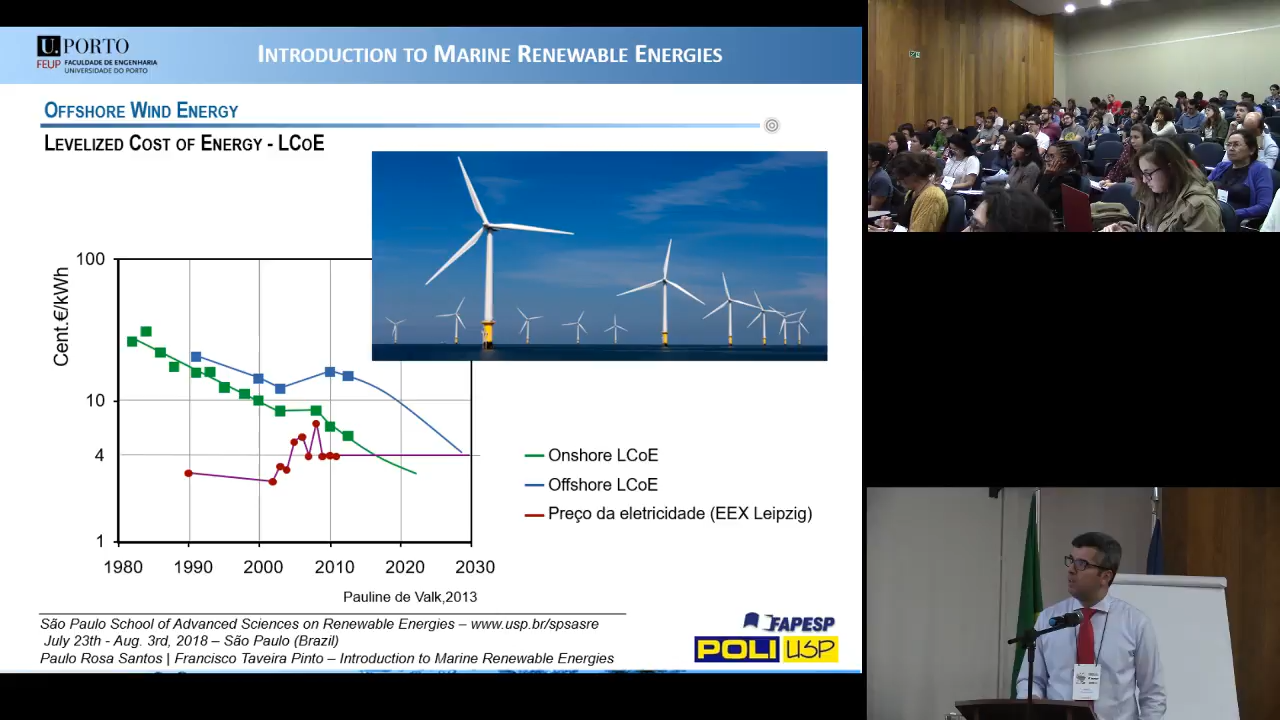 U.PORTO
FEUP FACULDADE DE ENGENHARIA
UNIVERSIDADE DO PORTO
INTRODUCTION TO MARINE RENEWABLE ENERGIES
OFFSHORE WIND ENERGY
LEVELIZED COST OF ENERGY - LCOE
Cent.€/kWh
100
10
4
1
1980 1990 2000 2010 2020 2030
Onshore LCoE
Offshore LCoE
Preço da eletricidade (EEX Leipzig)
Pauline de Valk,2013
São Paulo School of Advanced Sciences on Renewable Energies – www.usp.br/spsasre
July 23th - Aug. 3rd, 2018 – São Paulo (Brazil)
Paulo Rosa Santos | Francisco Taveira Pinto – Introduction to Marine Renewable Energies
FAPESP
POLI USP